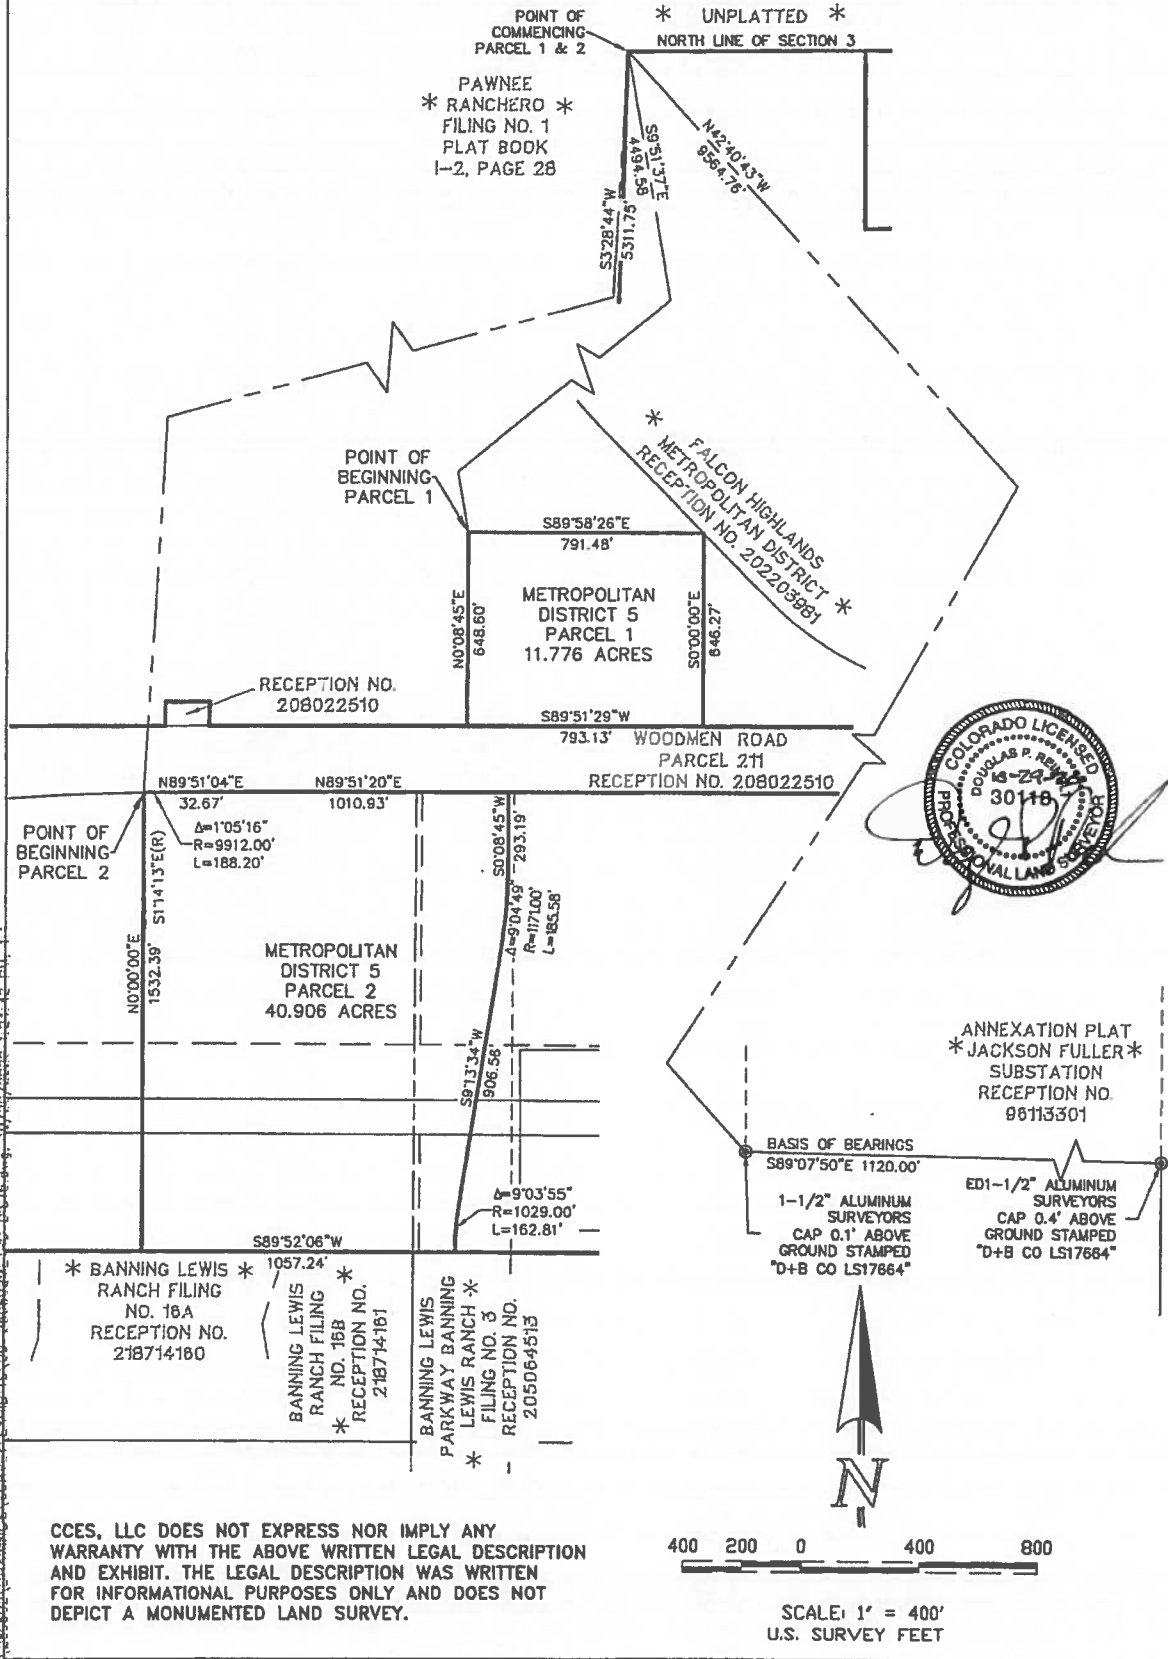 POINT OF
COMMENCING
PARCEL 1 & 2
* UNPLATTED *
NORTH LINE OF SECTION 3
PAWNEE
* RANCHERO *
FILING NO. 1
PLAT BOOK
I-2, PAGE 28
S3°28'44"W
5311.75'
S9°51'37"E
4494.58
N42°40'43"W
9564.76'
* FALCON HIGHLANDS
METROPOLITAN DISTRICT *
RECEPTION NO. 202203981
POINT OF
BEGINNING
PARCEL 1
S89°58'26"E
791.48'
N0°08'45"E
648.60'
METROPOLITAN
DISTRICT 5
PARCEL 1
11.776 ACRES
S0°00'00"E
646.27'
RECEPTION NO.
208022510
S89°51'29"W
793.13'
WOODMEN ROAD
PARCEL 211
RECEPTION NO. 208022510
COLORADO LICENSED
DOUGLAS P.
30118
PROFESSIONAL LAND SURVEYOR
N89°51'04"E
32.67'
N89°51'20"E
1010.93'
POINT OF
BEGINNING
PARCEL 2
Δ=1°05'16"
R=9912.00'
L=188.20'
S1°14'13"E(R)
N0°00'00"E
1532.39'
S0°08'45"W
293.19'
Δ=9°04'49"
R=1171.00'
L=185.58'
METROPOLITAN
DISTRICT 5
PARCEL 2
40.906 ACRES
S9°13'34"W
906.56'
Δ=9°03'55"
R=1029.00'
L=162.81'
S89°52'06"W
1057.24'
ANNEXATION PLAT
* JACKSON FULLER *
SUBSTATION
RECEPTION NO.
96113301
BASIS OF BEARINGS
S89°07'50"E 1120.00'
1-1/2" ALUMINUM
SURVEYORS
CAP 0.1' ABOVE
GROUND STAMPED
"D+B CO LS17664"
ED1-1/2" ALUMINUM
SURVEYORS
CAP 0.4' ABOVE
GROUND STAMPED
"D+B CO LS17664"
* BANNING LEWIS *
RANCH FILING
NO. 16A
RECEPTION NO.
218714160
BANNING LEWIS
RANCH FILING
* NO. 16B *
RECEPTION NO.
218714161
BANNING LEWIS
PARKWAY BANNING
* LEWIS RANCH *
FILING NO. 3
RECEPTION NO.
205064513
N
CCES, LLC DOES NOT EXPRESS NOR IMPLY ANY
WARRANTY WITH THE ABOVE WRITTEN LEGAL DESCRIPTION
AND EXHIBIT. THE LEGAL DESCRIPTION WAS WRITTEN
FOR INFORMATIONAL PURPOSES ONLY AND DOES NOT
DEPICT A MONUMENTED LAND SURVEY.
400 200 0 400 800
SCALE: 1" = 400'
U.S. SURVEY FEET